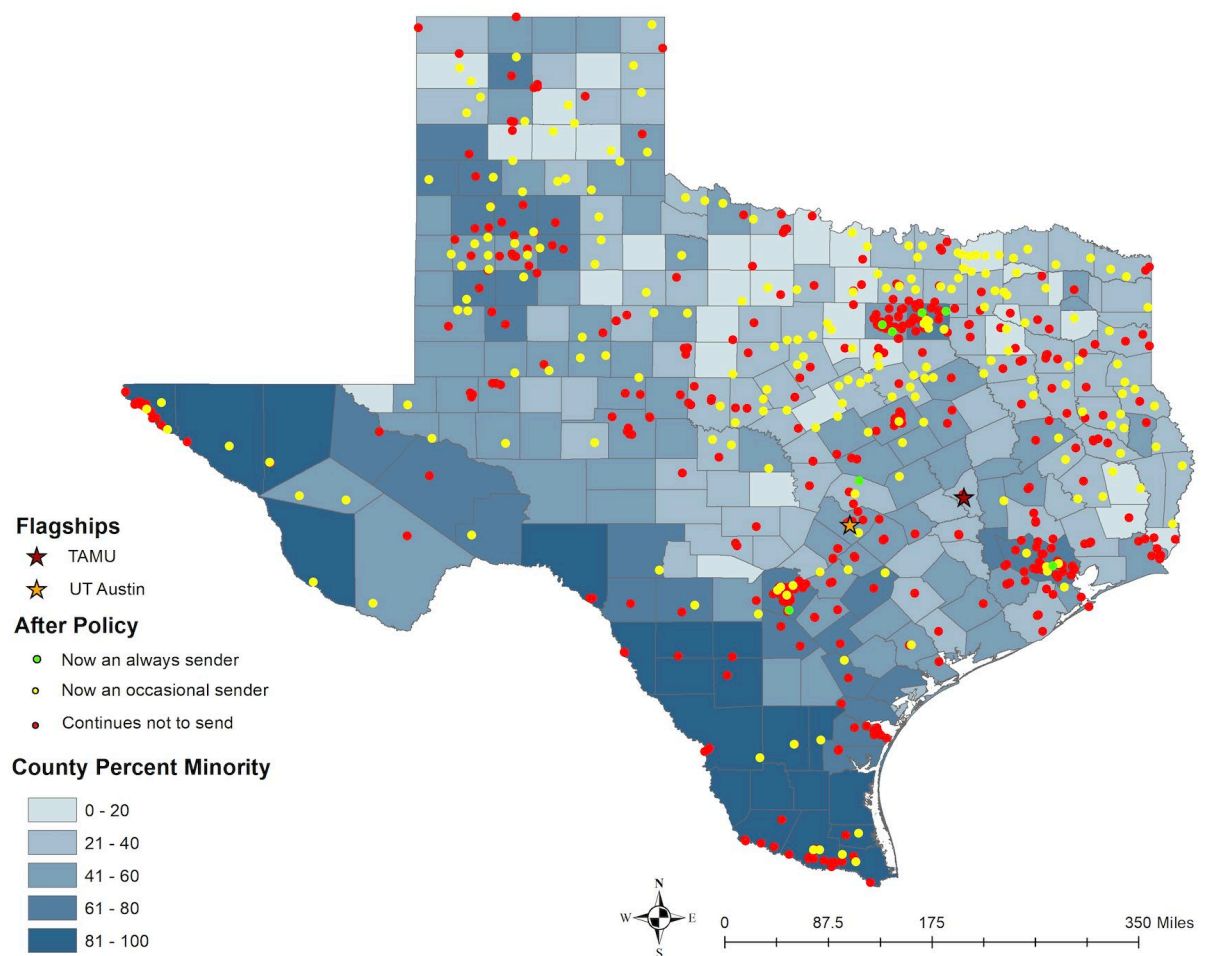 Flagships
TAMU
UT Austin
After Policy
Now an always sender
Now an occasional sender
Continues not to send
County Percent Minority
0 - 20
21 - 40
41 - 60
61 - 80
81 - 100
N
W E
S
0 87.5 175 350 Miles